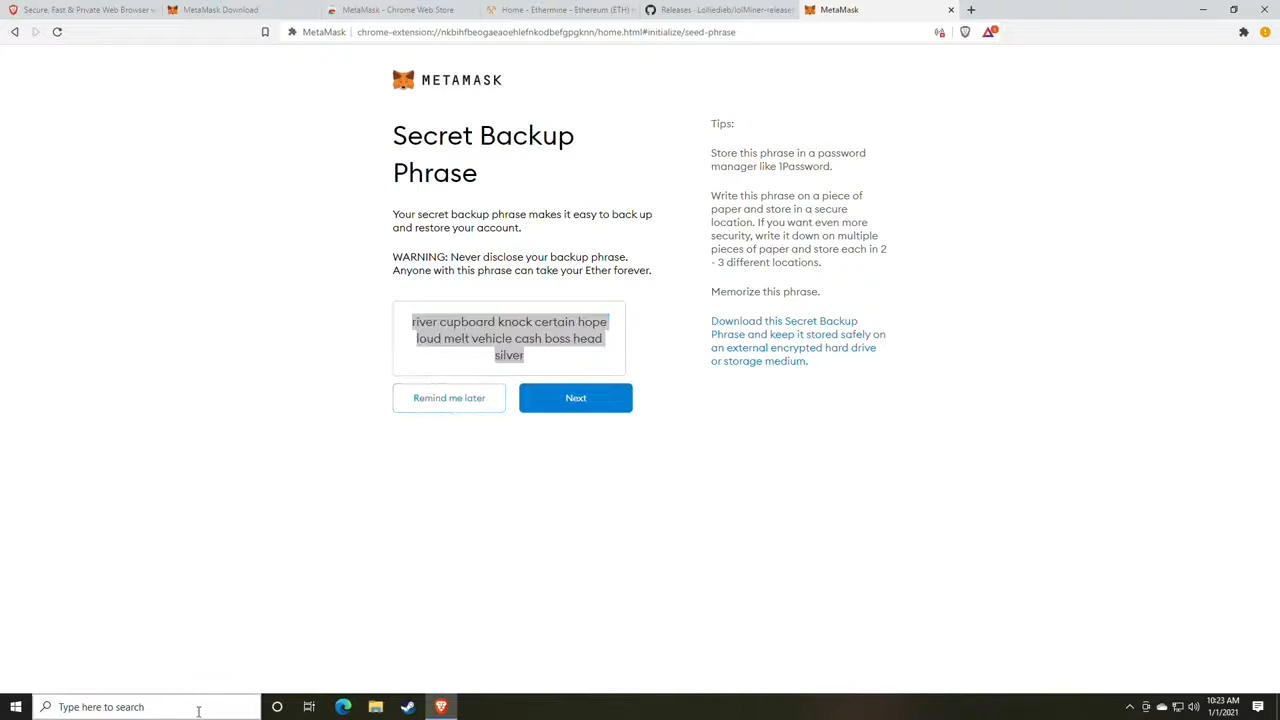 Secure, Fast & Private Web Browser w
MetaMask Download
MetaMask - Chrome Web Store
Home - Ethermine - Ethereum (ETH)
Releases · Lolliedieb/lolMiner-release
MetaMask
MetaMask
chrome-extension://nkbihfbeogaeaoehlefnkodbefgpgknn/home.html#initialize/seed-phrase
METAMASK
Secret Backup
Phrase
Your secret backup phrase makes it easy to back up
and restore your account.
WARNING: Never disclose your backup phrase.
Anyone with this phrase can take your Ether forever.
river cupboard knock certain hope
loud melt vehicle cash boss head
silver
Remind me later
Next
Tips:
Store this phrase in a password
manager like 1Password.
Write this phrase on a piece of
paper and store in a secure
location. If you want even more
security, write it down on multiple
pieces of paper and store each in 2
- 3 different locations.
Memorize this phrase.
Download this Secret Backup
Phrase and keep it stored safely on
an external encrypted hard drive
or storage medium.
Type here to search
10:23 AM
1/1/2021